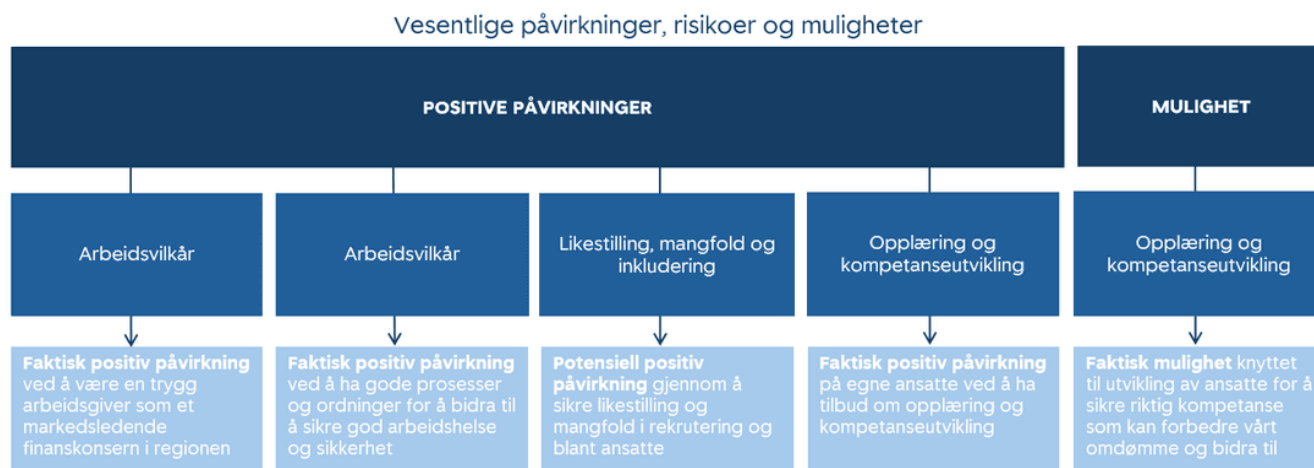 Vesentlige påvirkninger, risikoer og muligheter
POSITIVE PÅVIRKNINGER
MULIGHET
Arbeidsvilkår
Arbeidsvilkår
Likestilling, mangfold og
inkludering
Opplæring og
kompetanseutvikling
Opplæring og
kompetanseutvikling
Faktisk positiv påvirkning
ved å være en trygg
arbeidsgiver som et
markedsledende
finanskonsern i regionen
Faktisk positiv påvirkning
ved å ha gode prosesser
og ordninger for å bidra til
å sikre god arbeidshelse
og sikkerhet
Potensiell positiv
påvirkning gjennom å
sikre likestilling og
mangfold i rekrutering og
blant ansatte
Faktisk positiv påvirkning
på egne ansatte ved å ha
tilbud om opplæring og
kompetanseutvikling
Faktisk mulighet knyttet
til utvikling av ansatte for å
sikre riktig kompetanse
som kan forbedre vårt
omdømme og bidra til